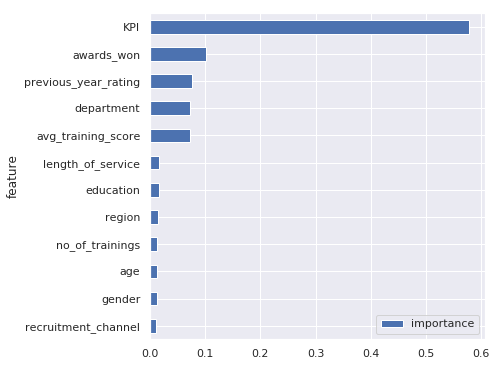 KPI
awards_won
previous_year_rating
department
avg_training_score
length_of_service
education
region
no_of_trainings
age
gender
recruitment_channel
feature
importance
0.0 0.1 0.2 0.3 0.4 0.5 0.6